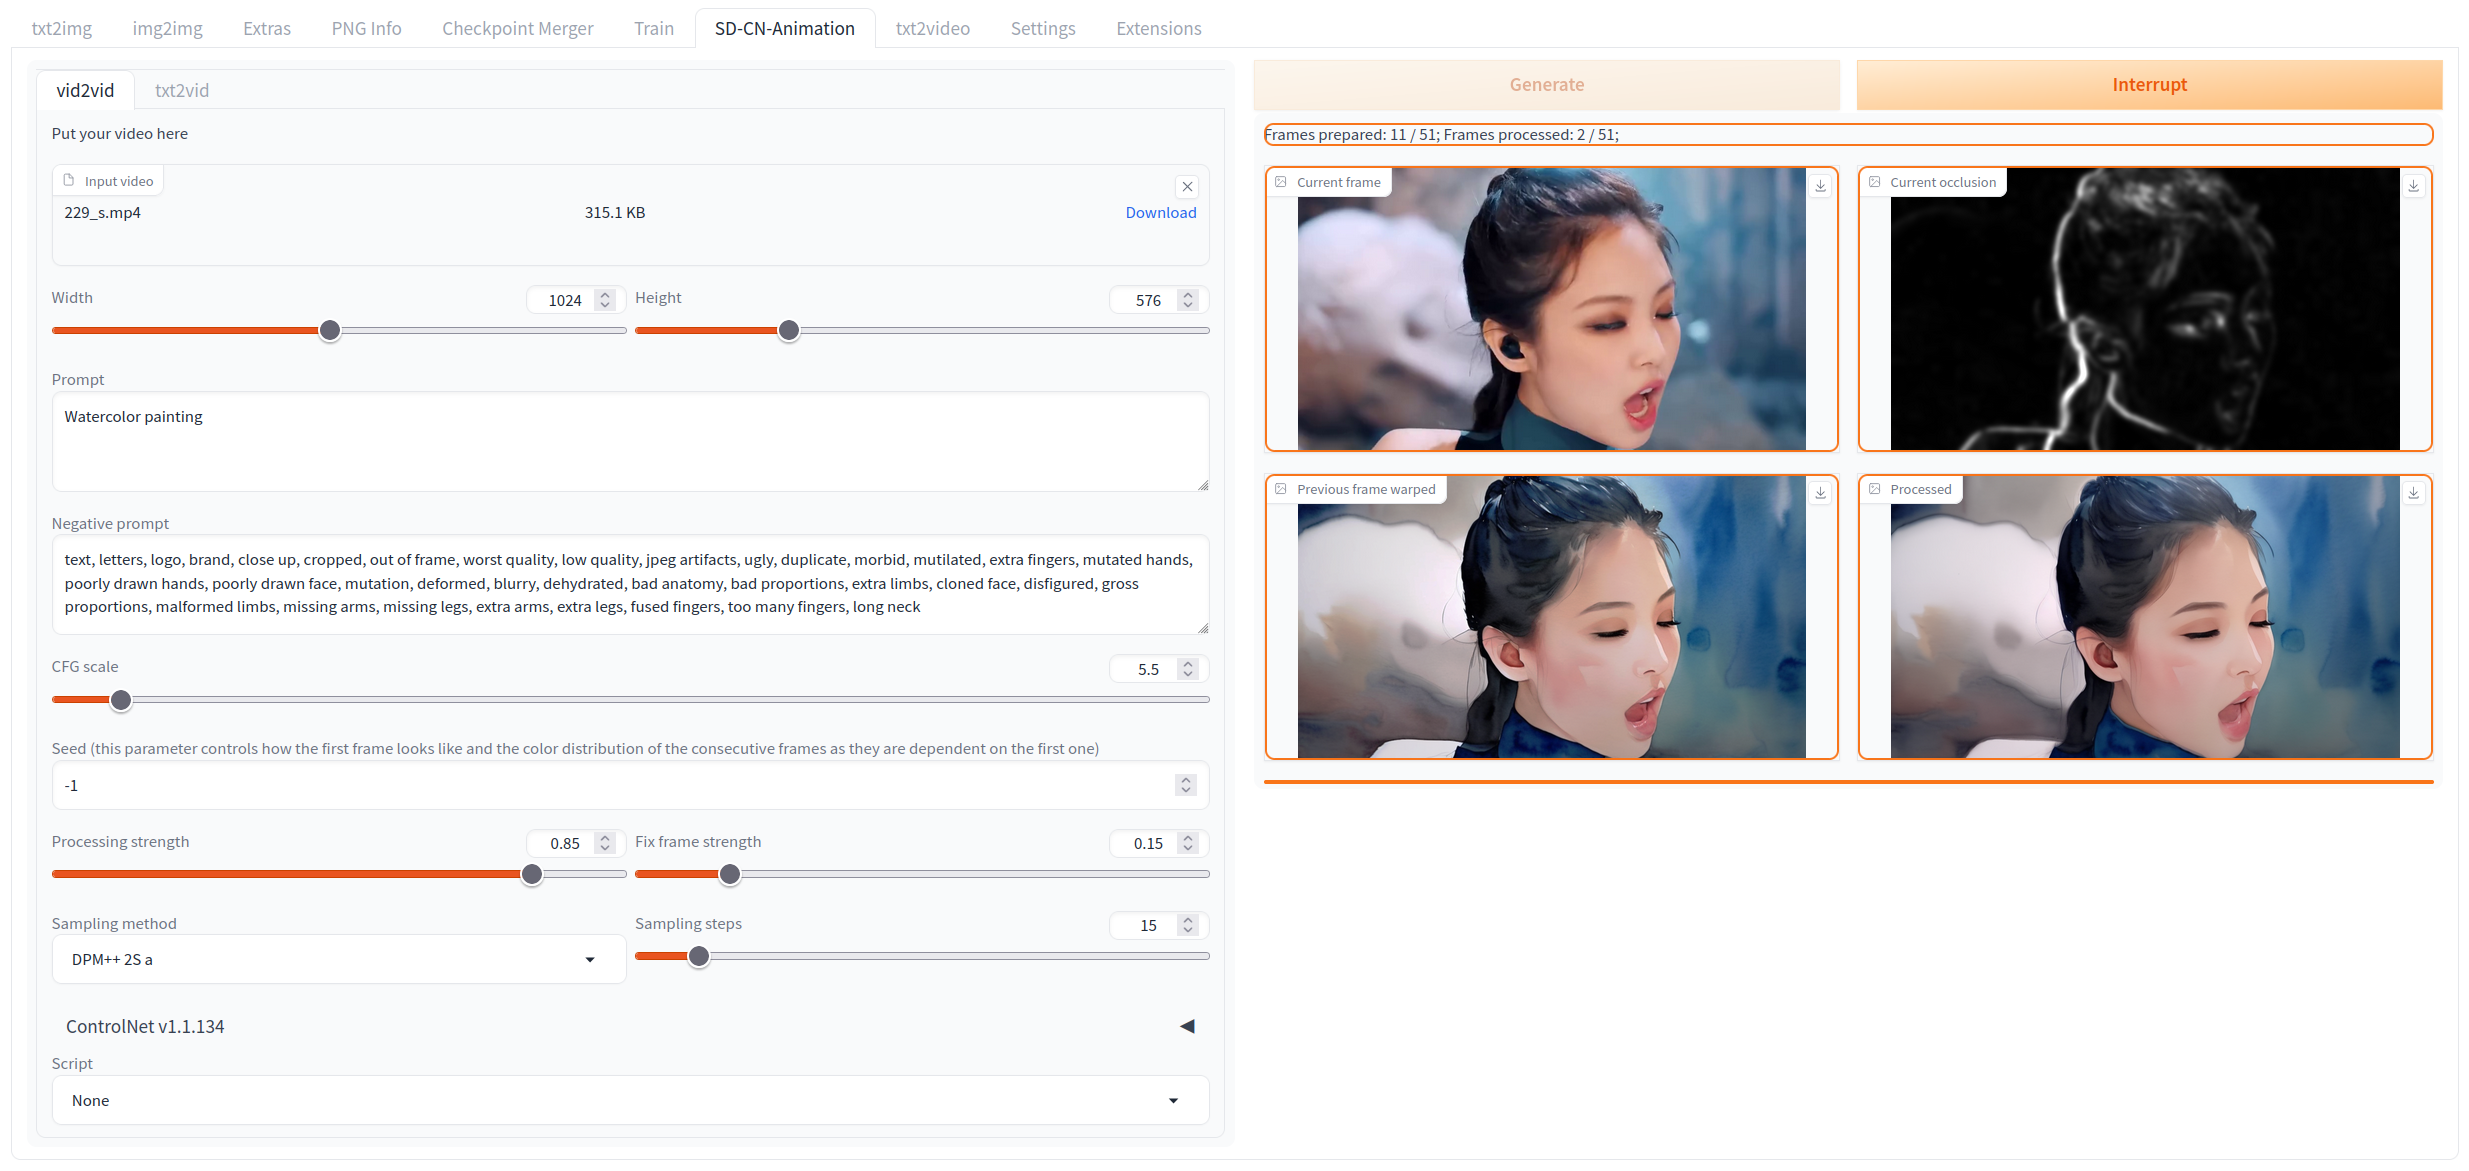 txt2img img2img Extras PNG Info Checkpoint Merger Train SD-CN-Animation txt2video Settings Extensions
vid2vid txt2vid
Put your video here
Input video
229_s.mp4 315.1 KB Download
Width 1024 Height 576
Prompt
Watercolor painting
Negative prompt
text, letters, logo, brand, close up, cropped, out of frame, worst quality, low quality, jpeg artifacts, ugly, duplicate, morbid, mutilated, extra fingers, mutated hands,
poorly drawn hands, poorly drawn face, mutation, deformed, blurry, dehydrated, bad anatomy, bad proportions, extra limbs, cloned face, disfigured, gross
proportions, malformed limbs, missing arms, missing legs, extra arms, extra legs, fused fingers, too many fingers, long neck
CFG scale 5.5
Seed (this parameter controls how the first frame looks like and the color distribution of the consecutive frames as they are dependent on the first one)
-1
Processing strength 0.85 Fix frame strength 0.15
Sampling method Sampling steps 15
DPM++ 2S a
ControlNet v1.1.134
Script
None
Generate Interrupt
Frames prepared: 11 / 51; Frames processed: 2 / 51;
Current frame Current occlusion
Previous frame warped Processed